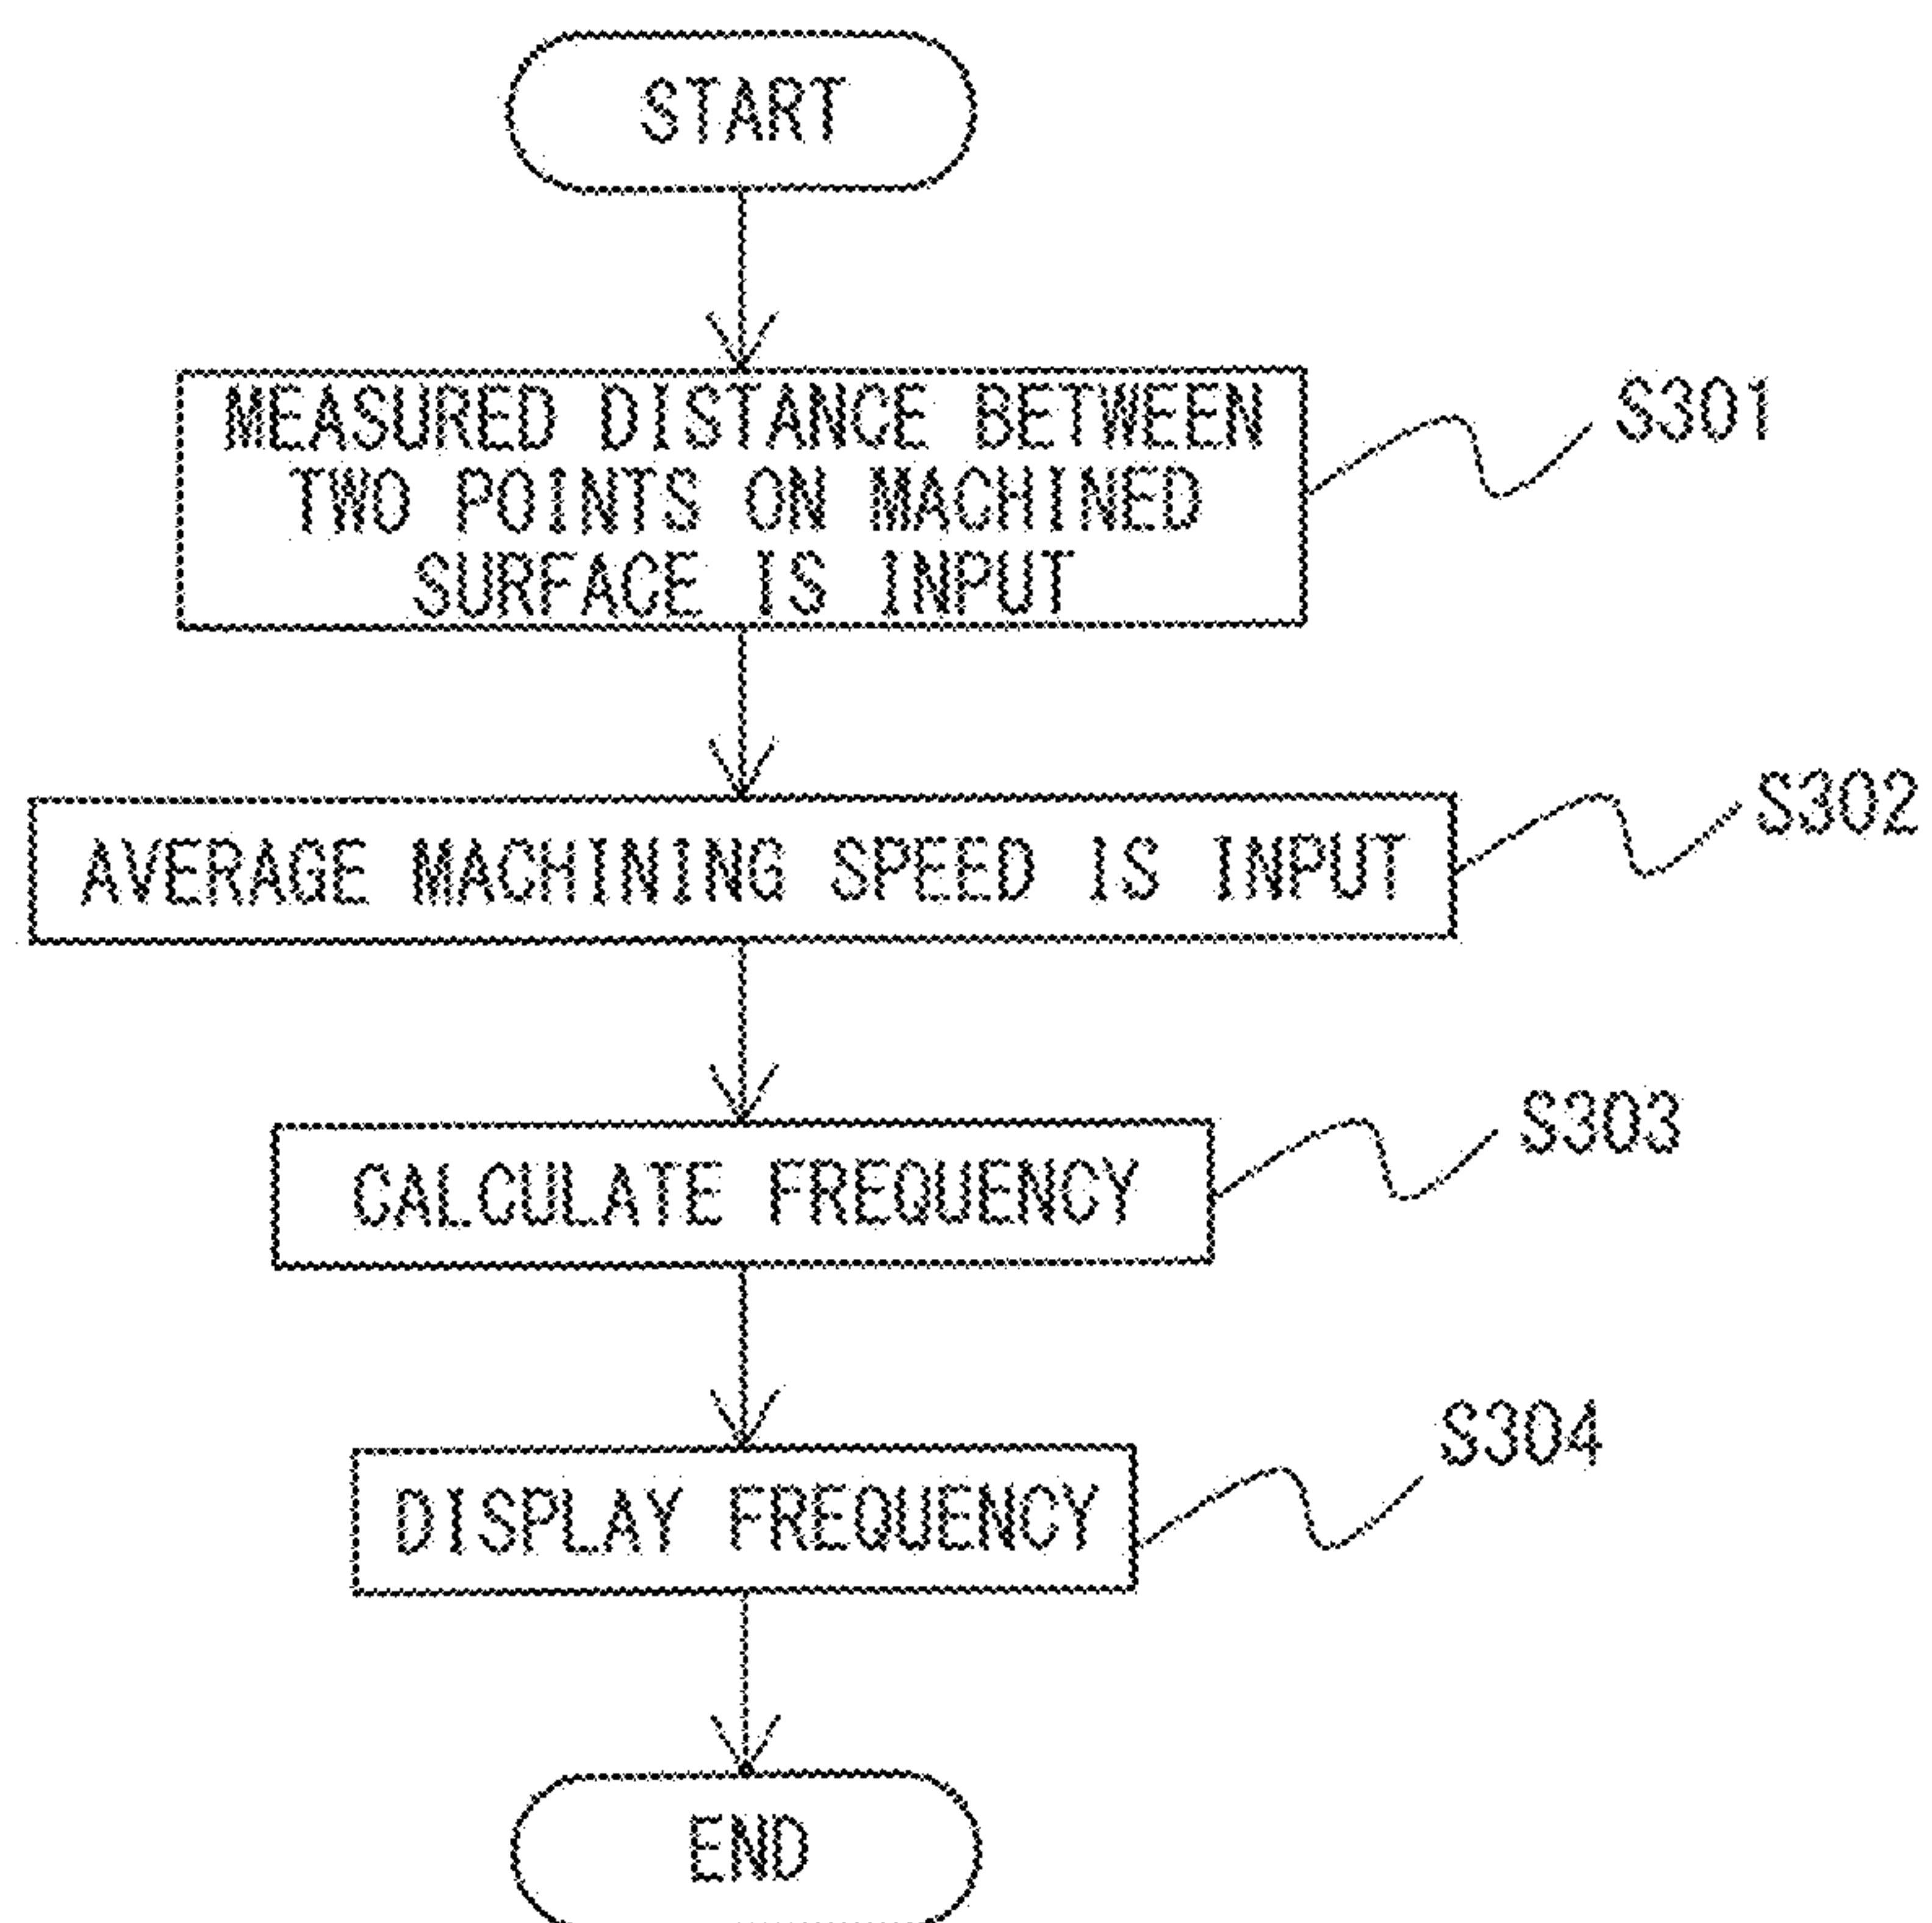 START
MEASURED DISTANCE BETWEEN
TWO POINTS ON MACHINED
SURFACE IS INPUT
S301
AVERAGE MACHINING SPEED IS INPUT
S302
CALCULATE FREQUENCY
S303
DISPLAY FREQUENCY
S304
END